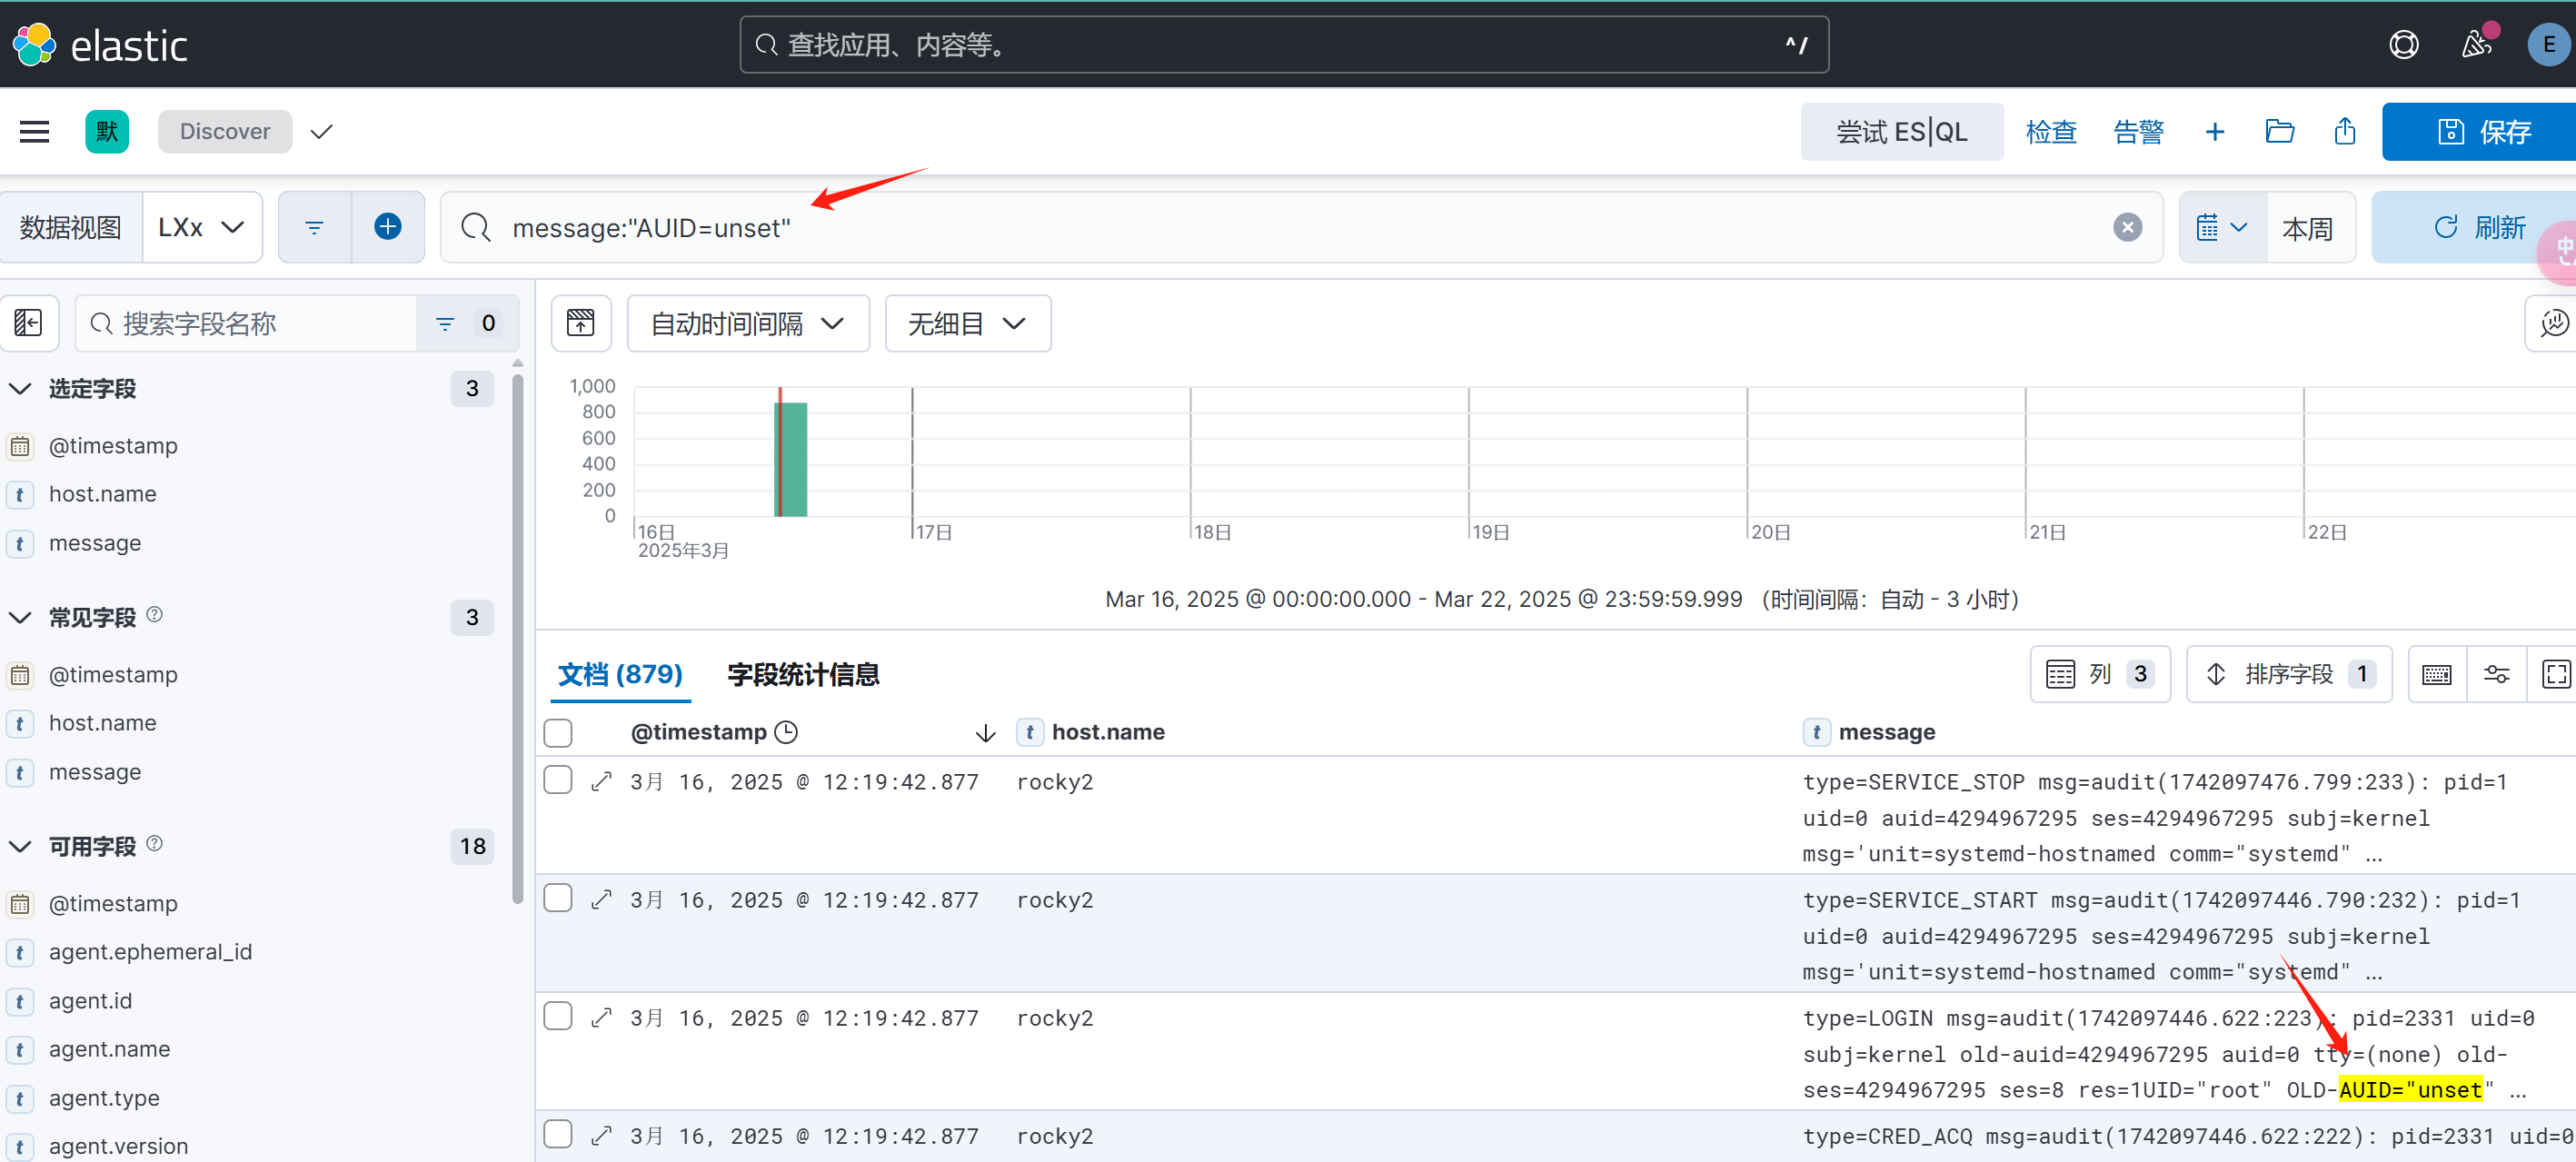 elastic
查找应用、内容等。
^/
E
默
Discover
尝试 ES|QL
检查
告警
保存
数据视图
LXx
message:"AUID=unset"
本周
刷新
搜索字段名称
0
自动时间间隔
无细目
选定字段
3
@timestamp
t host.name
t message
常见字段
3
@timestamp
t host.name
t message
可用字段
18
@timestamp
t agent.ephemeral_id
t agent.id
t agent.name
t agent.type
t agent.version
1,000
800
600
400
200
0
16日 17日 18日 19日 20日 21日 22日
2025年3月
Mar 16, 2025 @ 00:00:00.000 - Mar 22, 2025 @ 23:59:59.999 （时间间隔：自动 - 3 小时）
文档 (879)
字段统计信息
列 3
排序字段 1
@timestamp
t host.name
t message
3月 16, 2025 @ 12:19:42.877 rocky2
type=SERVICE_STOP msg=audit(1742097476.799:233): pid=1
uid=0 auid=4294967295 ses=4294967295 subj=kernel
msg='unit=systemd-hostnamed comm="systemd" ...
3月 16, 2025 @ 12:19:42.877 rocky2
type=SERVICE_START msg=audit(1742097446.790:232): pid=1
uid=0 auid=4294967295 ses=4294967295 subj=kernel
msg='unit=systemd-hostnamed comm="systemd" ...
3月 16, 2025 @ 12:19:42.877 rocky2
type=LOGIN msg=audit(1742097446.622:223): pid=2331 uid=0
subj=kernel old-auid=4294967295 auid=0 tty=(none) old-
ses=4294967295 ses=8 res=1UID="root" OLD-AUID="unset" ...
3月 16, 2025 @ 12:19:42.877 rocky2
type=CRED_ACQ msg=audit(1742097446.622:222): pid=2331 uid=0